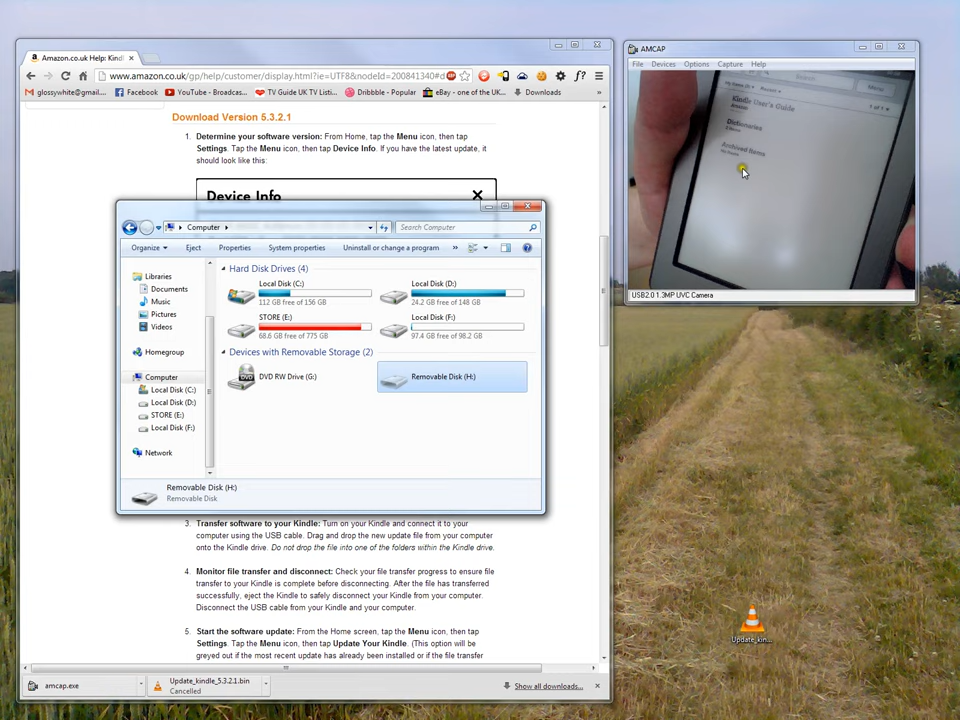 Amazon.co.uk Help: Kindl
www.amazon.co.uk/gp/help/customer/display.html?ie=UTF8&nodeId=200841340#d
glossywhite@gmail....
Facebook
YouTube - Broadcas...
TV Guide UK TV Listi...
Dribbble - Popular
eBay - one of the UK...
Downloads
»
Download Version 5.3.2.1
1. Determine your software version: From Home, tap the Menu icon, then tap
Settings. Tap the Menu icon, then tap Device Info. If you have the latest update, it
should look like this:
Device Info
Computer
Search Computer
Organize
Eject
Properties
System properties
Uninstall or change a program
»
Libraries
Documents
Music
Pictures
Videos
Homegroup
Computer
Local Disk (C:)
Local Disk (D:)
STORE (E:)
Local Disk (F:)
Network
Hard Disk Drives (4)
Local Disk (C:)
112 GB free of 156 GB
Local Disk (D:)
24.2 GB free of 148 GB
STORE (E:)
68.6 GB free of 775 GB
Local Disk (F:)
97.4 GB free of 98.2 GB
Devices with Removable Storage (2)
DVD RW Drive (G:)
DVD
Removable Disk (H:)
Removable Disk (H:)
Removable Disk
3. Transfer software to your Kindle: Turn on your Kindle and connect it to your
computer using the USB cable. Drag and drop the new update file from your computer
onto the Kindle drive. Do not drop the file into one of the folders within the Kindle drive.
4. Monitor file transfer and disconnect: Check your file transfer progress to ensure file
transfer to your Kindle is complete before disconnecting. After the file has transferred
successfully, eject the Kindle to safely disconnect your Kindle from your computer.
Disconnect the USB cable from your Kindle and your computer.
5. Start the software update: From the Home screen, tap the Menu icon, then tap
Settings. Tap the Menu icon, then tap Update Your Kindle. (This option will be
greyed out if the most recent update has already been installed or if the file transfer
amcap.exe
Update_kindle_5.3.2.1.bin
Cancelled
Show all downloads...
AMCAP
File
Devices
Options
Capture
Help
Search...
Menu
1 of 1
Kindle User's Guide
Amazon
Dictionaries
Archived Items
USB2.0 1.3MP UVC Camera
Update_kin...